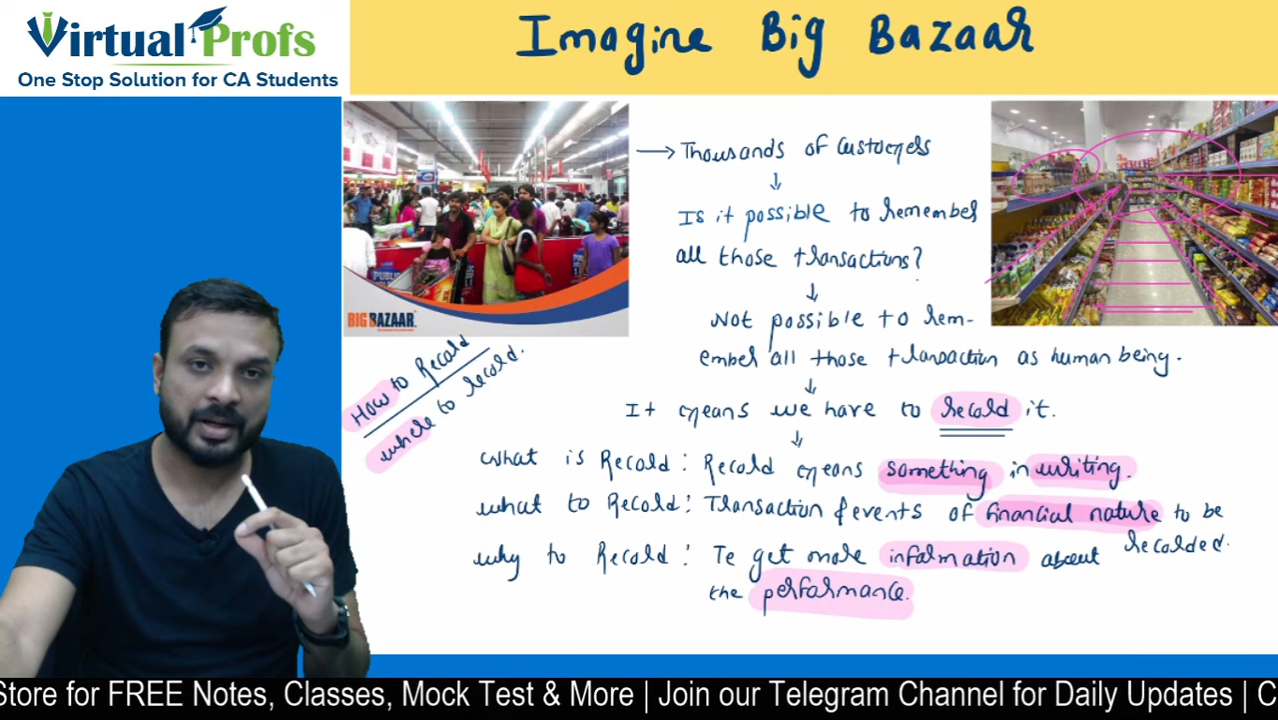 Virtual Profs
One Stop Solution for CA Students
Imagine Big Bazaar
→ Thousands of customers
↓
Is it possible to remember
all those transactions?
↓
Not possible to rem-
ember all those transaction as human being.
↓
It means we have to record it.
↓
What is Record : Record means something in writing.
what to Record : Transaction & events of financial nature to be
recorded.
why to Record : To get more information about
the performance.
How to Record
where to record.
BIG BAZAAR
PUBLIC
Store for FREE Notes, Classes, Mock Test & More | Join our Telegram Channel for Daily Updates | C